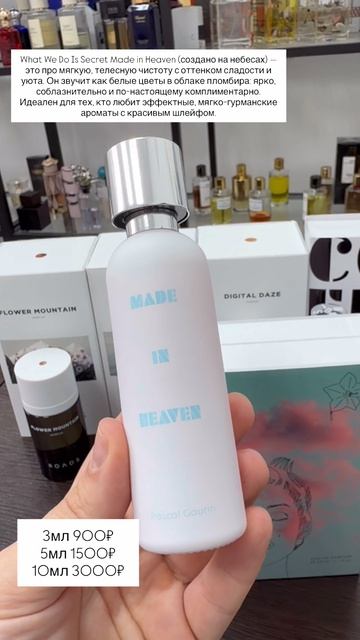 What We Do Is Secret Made in Heaven (создано на небесах) —
это про мягкую, телесную чистоту с оттенком сладости и
уюта. Он звучит как белые цветы в облаке пломбира: ярко,
соблазнительно и по-настоящему комплиментарно.
Идеален для тех, кто любит эффектные, мягко-гурманские
ароматы с красивым шлейфом.
FLOWER MOUNTAIN
DIGITAL DAZE
MADE
IN
HEAVEN
FLOWER MOUNTAIN
ROADS
Pascal Gaurin
3мл 900₽
5мл 1500₽
10мл 3000₽